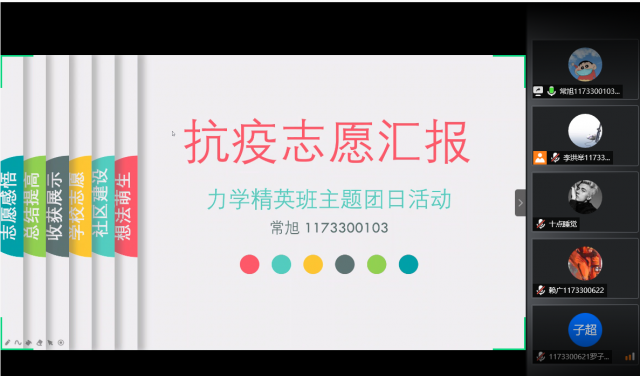 志愿感悟
总结提高
收获展示
学校志愿
社区建设
想法萌生
抗疫志愿汇报
力学精英班主题团日活动
常旭 1173300103
常旭1173300103...
李洪举11733...
十点睡觉
赖广1173300622
子超
1173300621罗子...